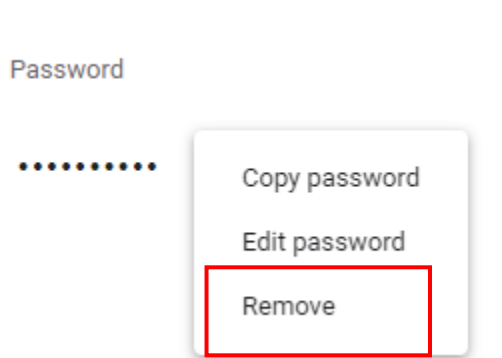 Password
•••••••••• Copy password
Edit password
Remove